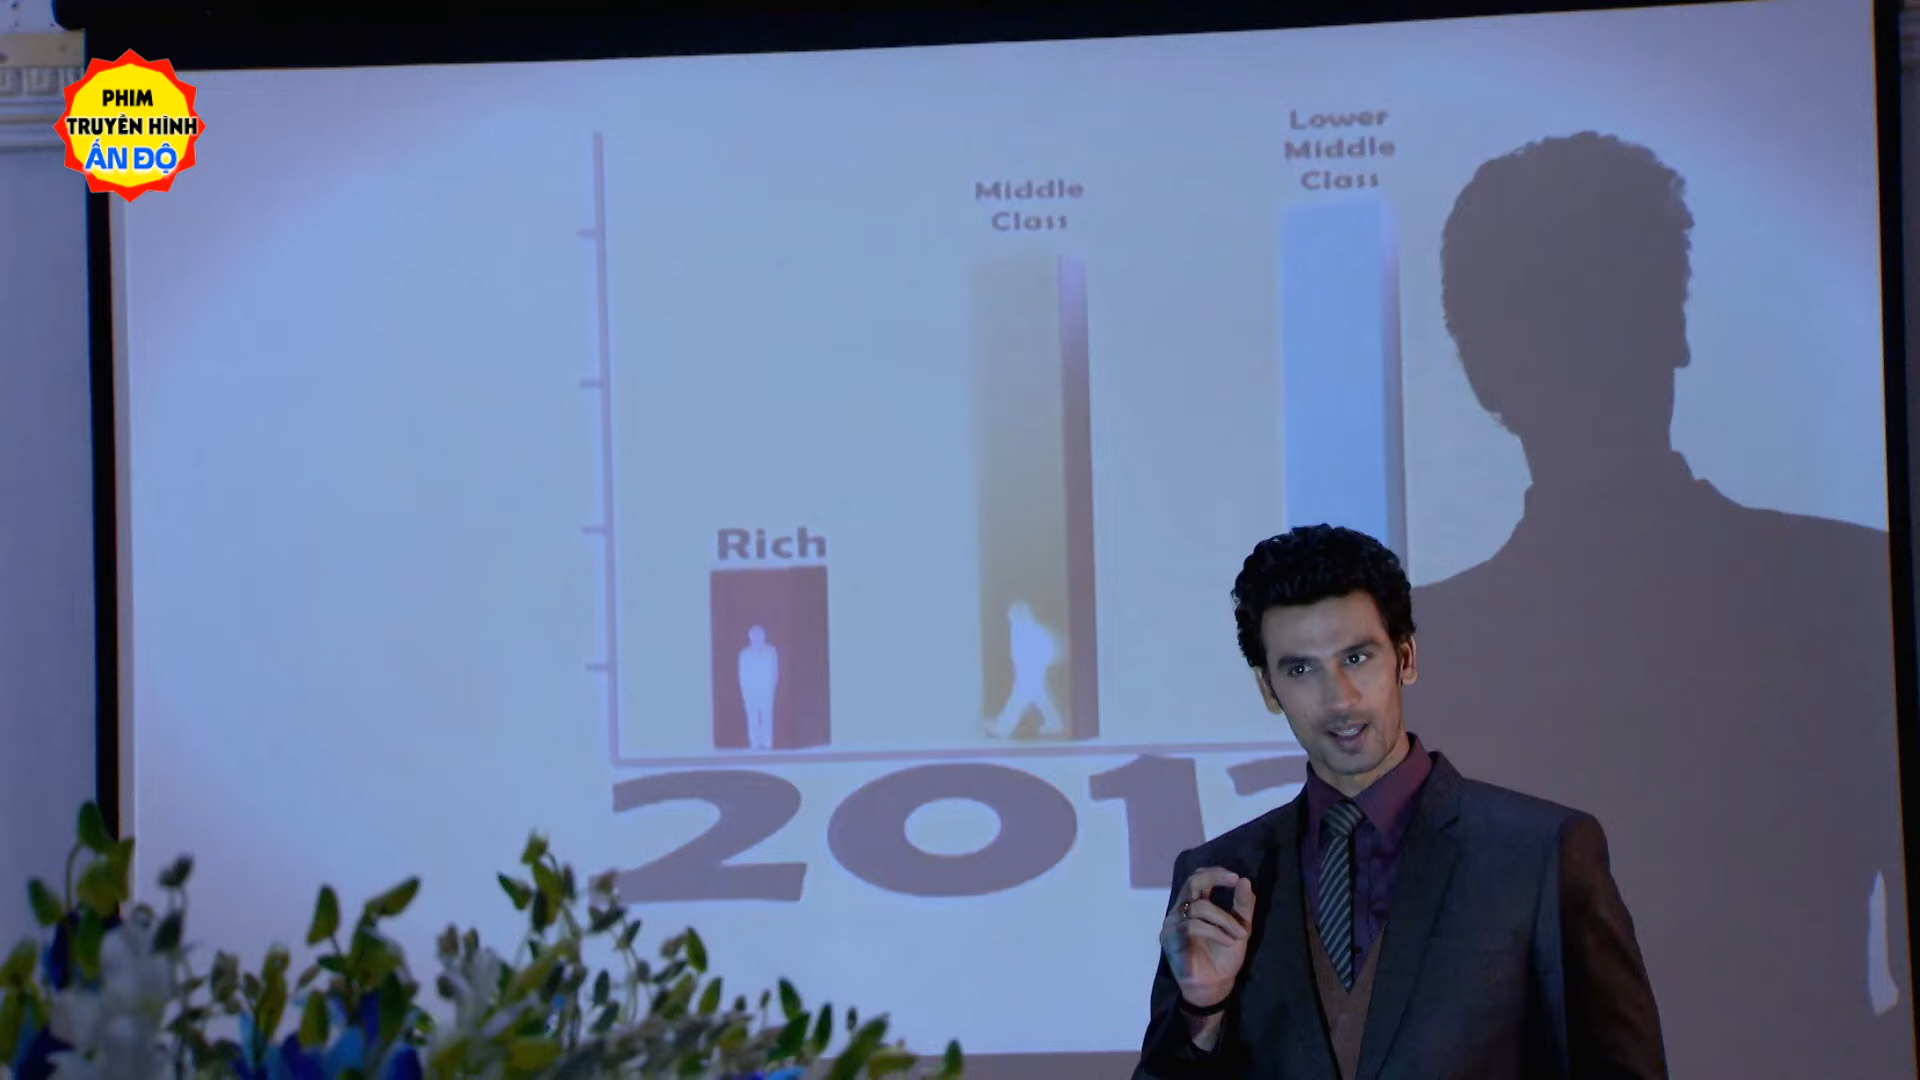 PHIM
TRUYỀN HÌNH
ẤN ĐỘ
Lower
Middle
Class
Middle
Class
Rich
201